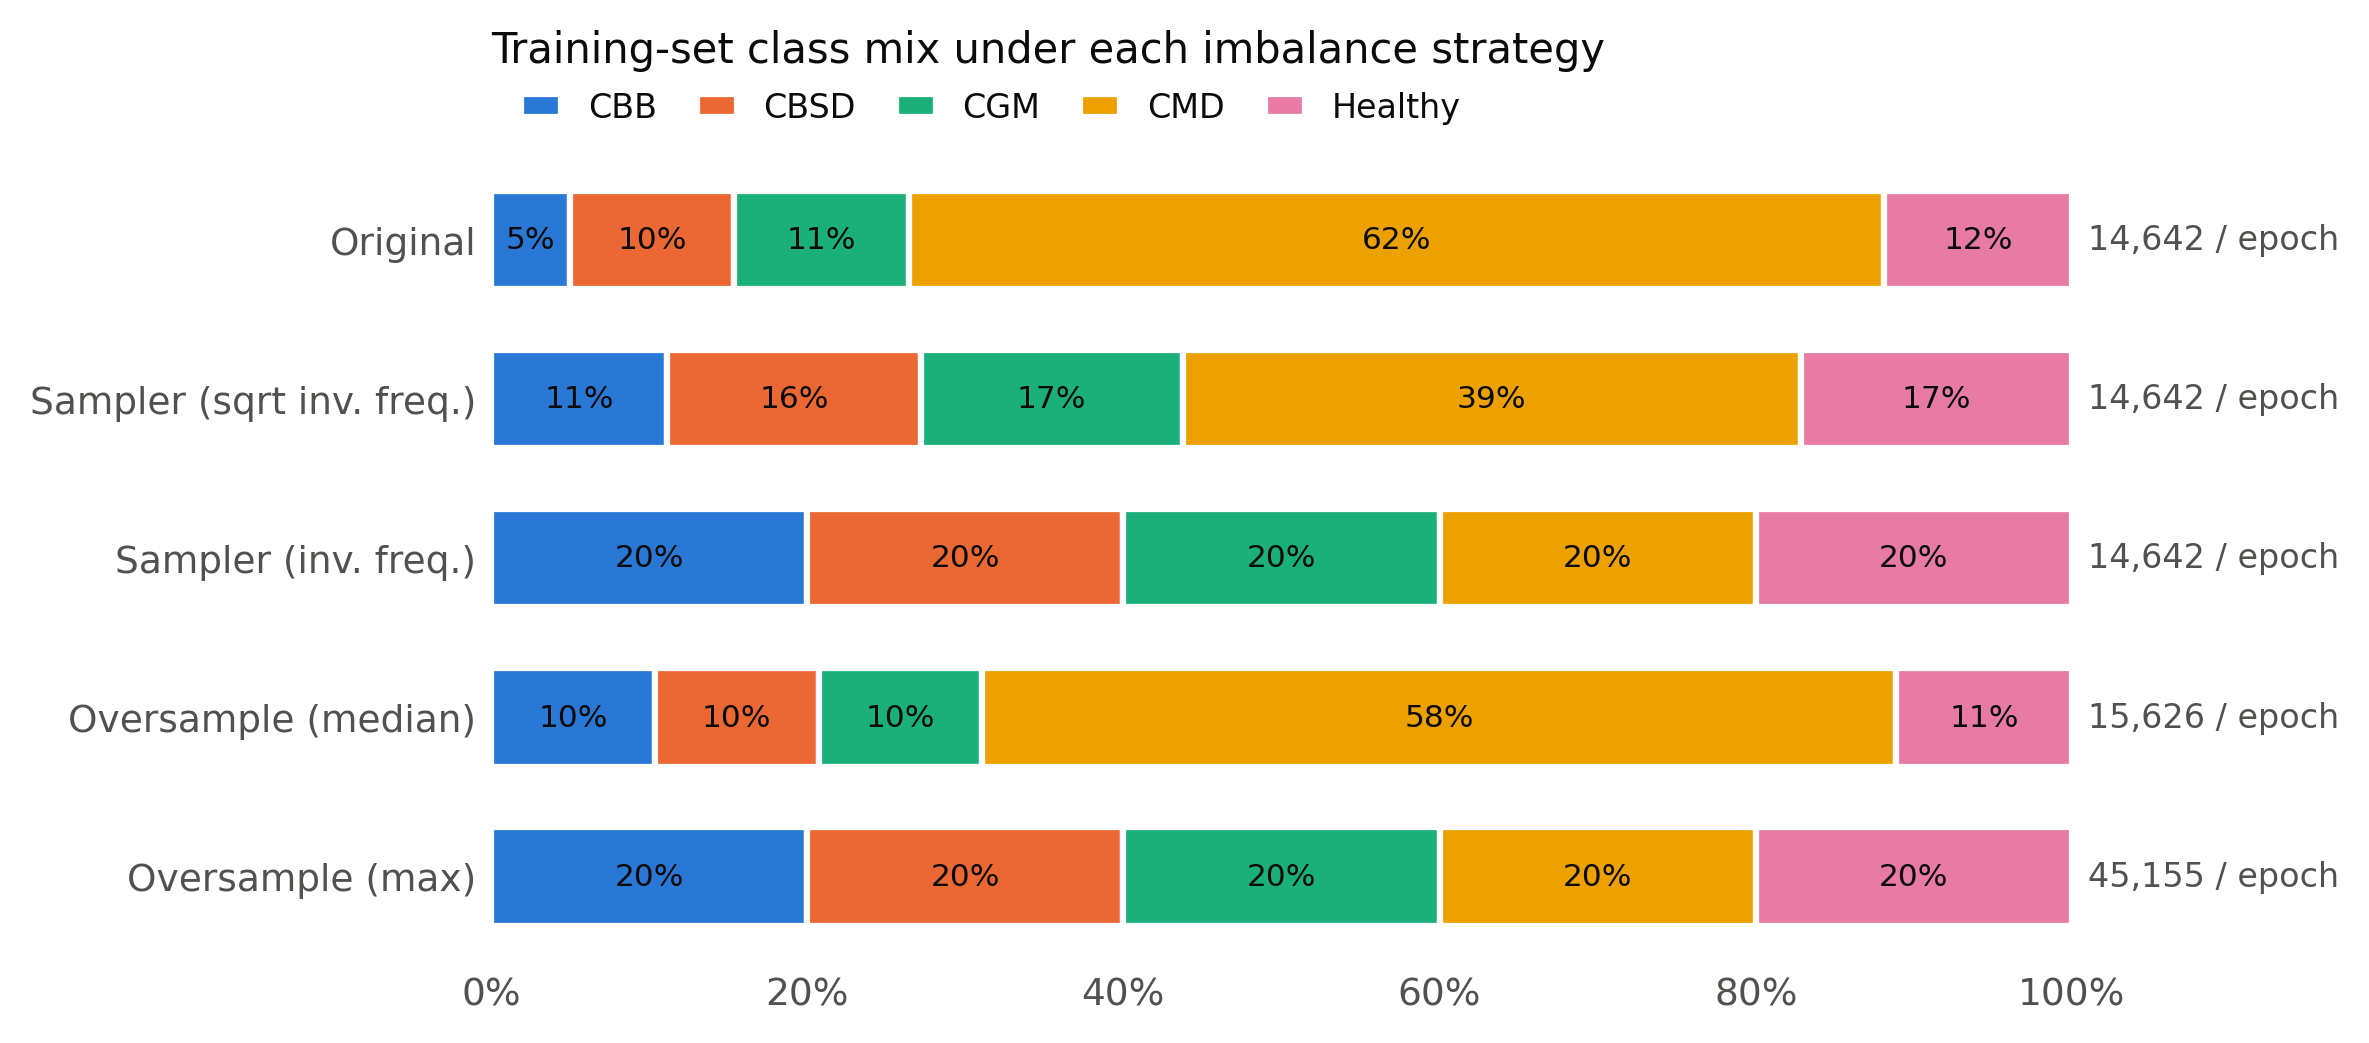 Training-set class mix under each imbalance strategy
CBB CBSD CGM CMD Healthy
Original 5% 10% 11% 62% 12% 14,642 / epoch
Sampler (sqrt inv. freq.) 11% 16% 17% 39% 17% 14,642 / epoch
Sampler (inv. freq.) 20% 20% 20% 20% 20% 14,642 / epoch
Oversample (median) 10% 10% 10% 58% 11% 15,626 / epoch
Oversample (max) 20% 20% 20% 20% 20% 45,155 / epoch
0% 20% 40% 60% 80% 100%